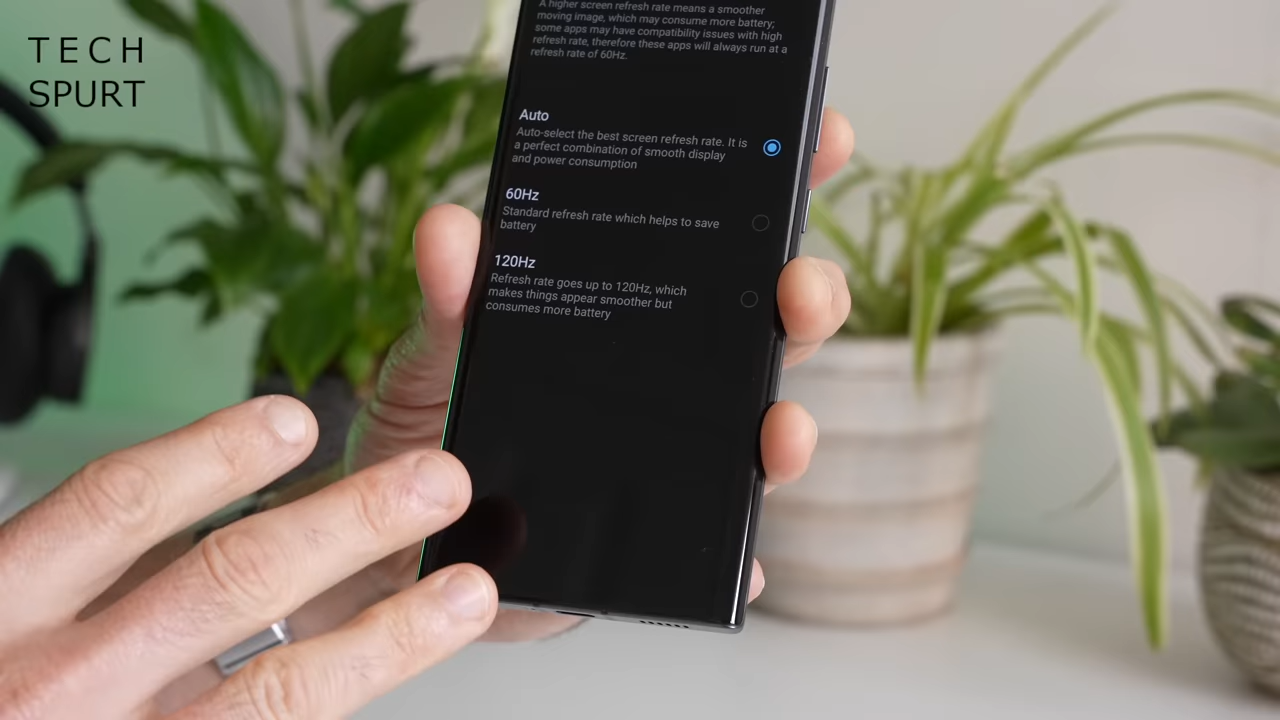 TECH
SPURT
A higher screen refresh rate means a smoother
moving image, which may consume more battery;
some apps may have compatibility issues with high
refresh rate, therefore these apps will always run at a
refresh rate of 60Hz.
Auto
Auto-select the best screen refresh rate. It is
a perfect combination of smooth display
and power consumption
60Hz
Standard refresh rate which helps to save
battery
120Hz
Refresh rate goes up to 120Hz, which
makes things appear smoother but
consumes more battery